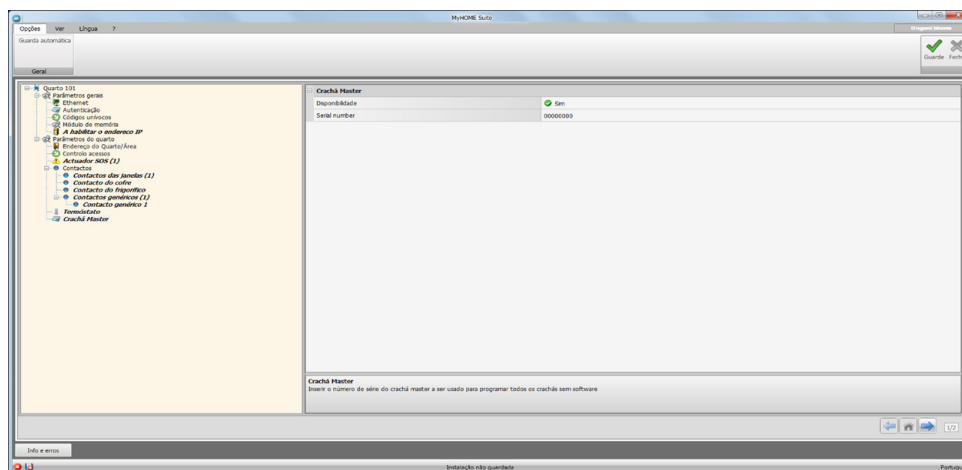 MyHOME Suite
Opções Ver Língua ?
Guarda automática
Guarde Fech
Geral
Quarto 101
Parâmetros gerais
Ethernet
Autenticação
Códigos unívocos
Módulo de memória
A habilitar o endereco IP
Parâmetros do quarto
Endereço do Quarto/Área
Controlo acessos
Actuador SOS (1)
Contactos
Contactos das janelas (1)
Contacto do cofre
Contacto do frigorífico
Contactos genéricos (1)
Contacto genérico 1
Termóstato
Crachá Master
Crachá Master
Disponibilidade Sim
Serial number 00000000
Crachá Master
Inserir o número de série do crachá master a ser usado para programar todos os crachás sem software
1/2
Info e erros
Instalação não guardada
Portugu